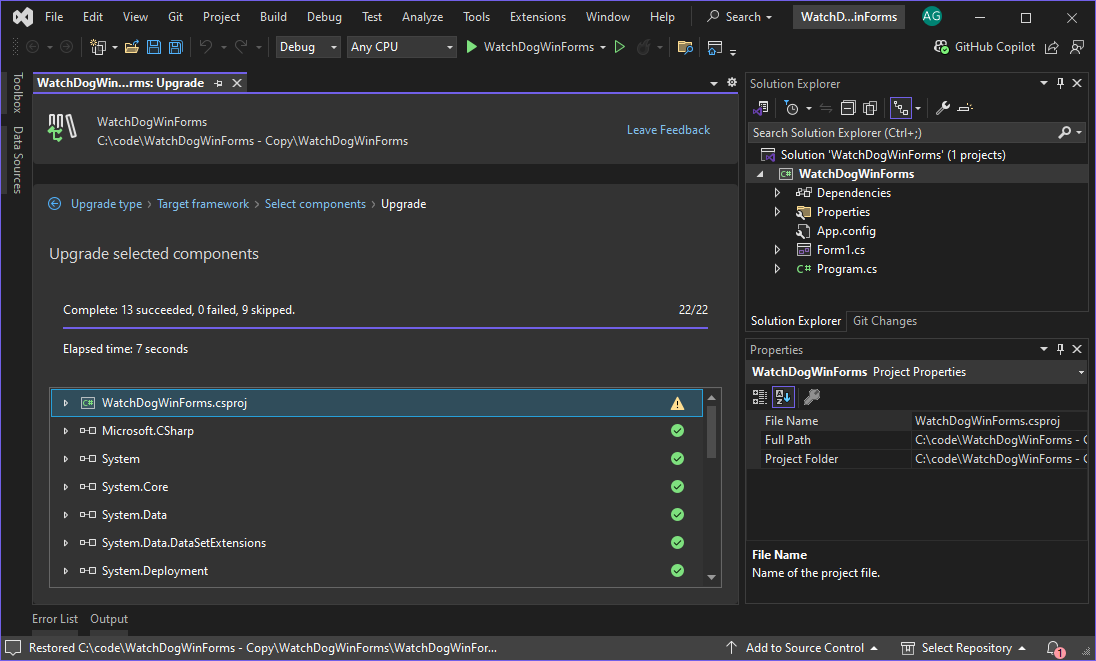 File Edit View Git Project Build Debug Test Analyze Tools Extensions Window Help Search WatchD...inForms AG
Debug Any CPU WatchDogWinForms GitHub Copilot
Toolbox
Data Sources
WatchDogWin...rms: Upgrade
WatchDogWinForms
C:\code\WatchDogWinForms - Copy\WatchDogWinForms
Leave Feedback
Upgrade type Target framework Select components Upgrade
Upgrade selected components
Complete: 13 succeeded, 0 failed, 9 skipped. 22/22
Elapsed time: 7 seconds
C# WatchDogWinForms.csproj
Microsoft.CSharp
System
System.Core
System.Data
System.Data.DataSetExtensions
System.Deployment
Solution Explorer
Search Solution Explorer (Ctrl+;)
Solution 'WatchDogWinForms' (1 projects)
C# WatchDogWinForms
Dependencies
Properties
App.config
Form1.cs
C# Program.cs
Solution Explorer Git Changes
Properties
WatchDogWinForms Project Properties
File Name WatchDogWinForms.csproj
Full Path C:\code\WatchDogWinForms - C
Project Folder C:\code\WatchDogWinForms - C
File Name
Name of the project file.
Error List Output
Restored C:\code\WatchDogWinForms - Copy\WatchDogWinForms\WatchDogWinFor... Add to Source Control Select Repository 1